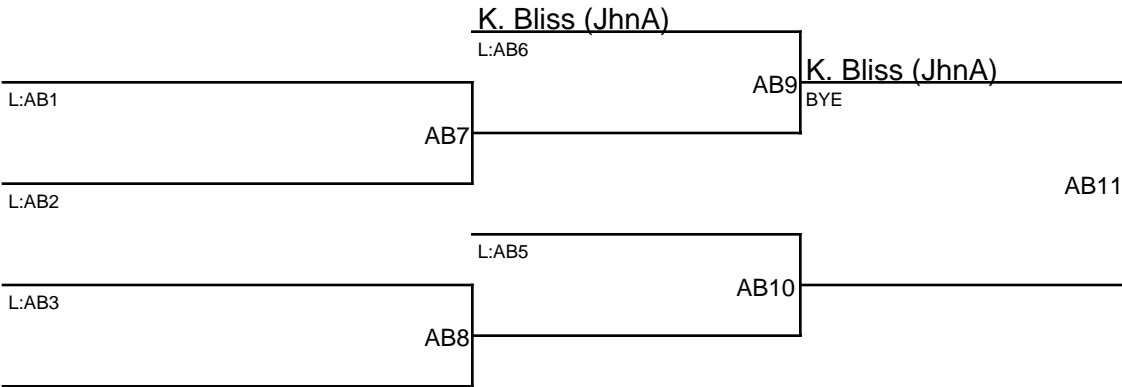 K. Bliss (JhnA)
L:AB6
K. Bliss (JhnA)
AB9
BYE
L:AB1
AB7
L:AB2
AB11
L:AB5
AB10
L:AB3
AB8